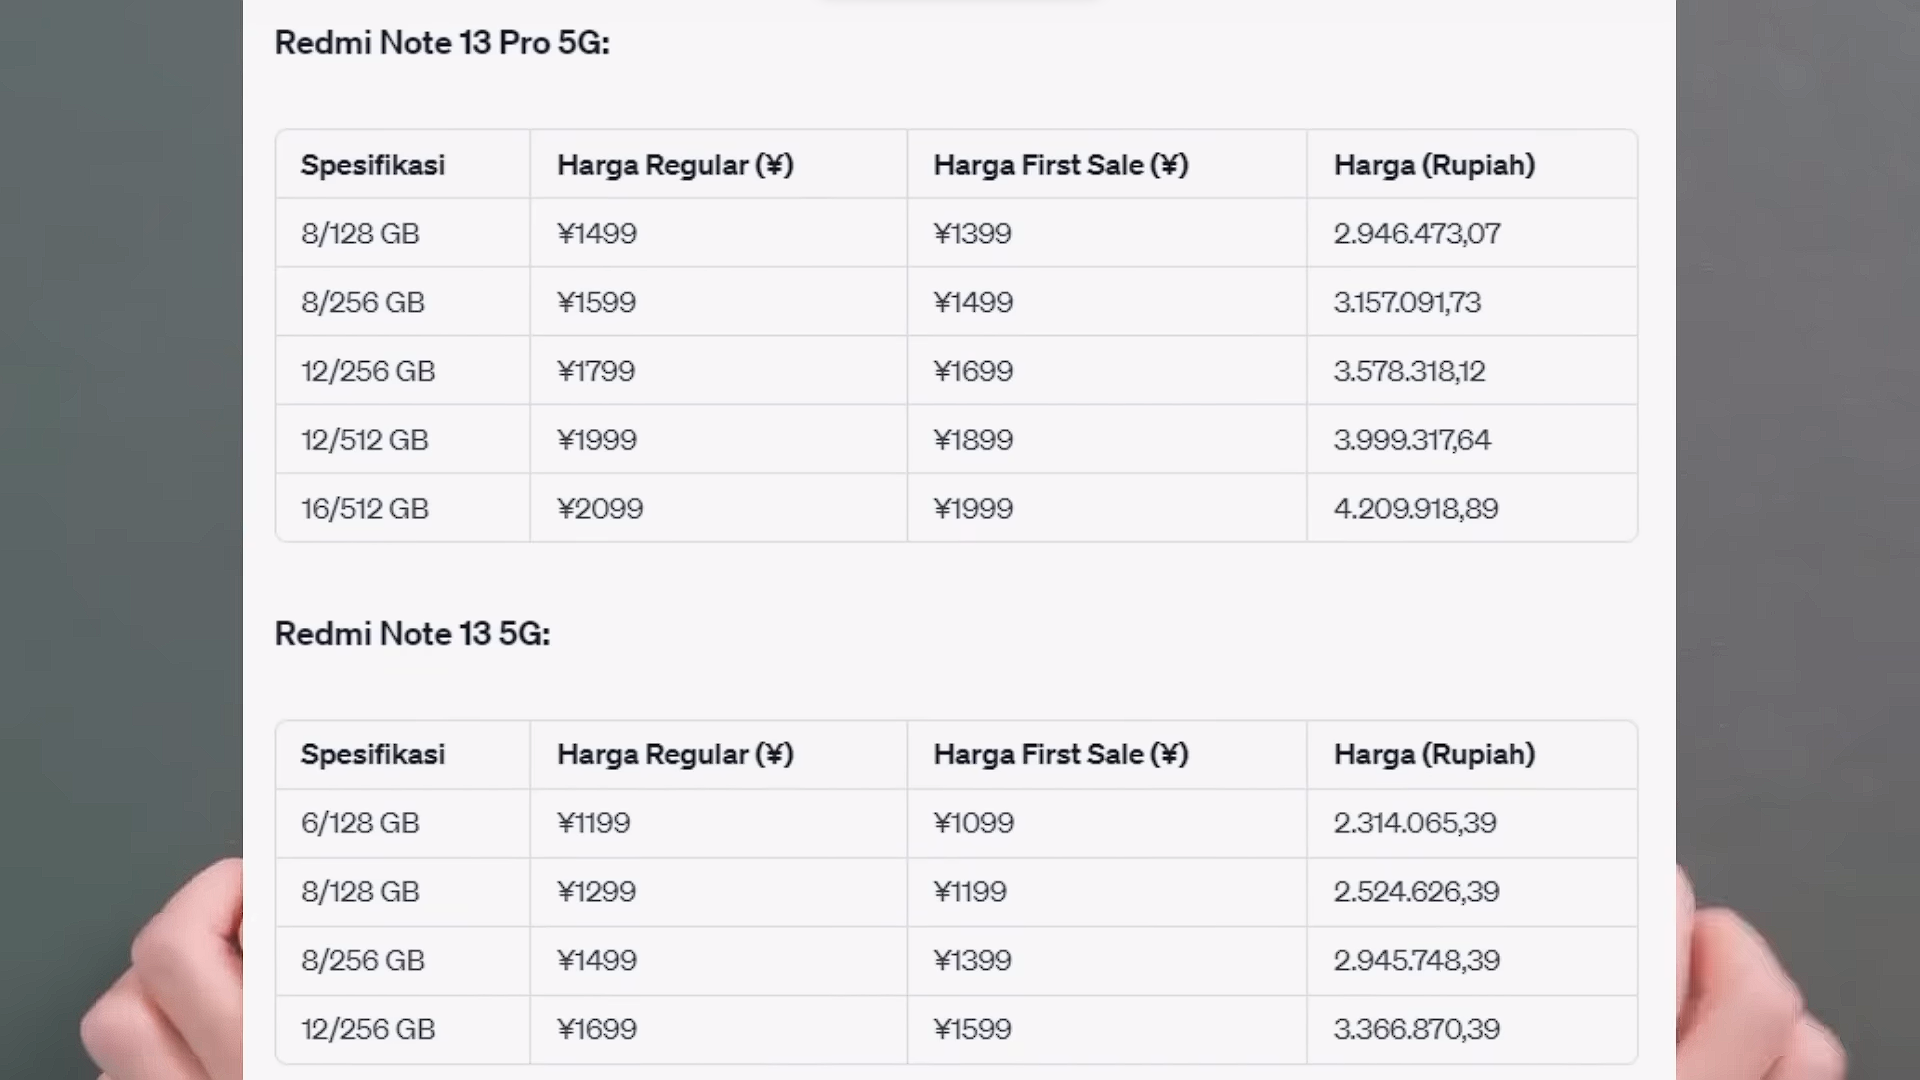 Redmi Note 13 Pro 5G:
Spesifikasi Harga Regular (¥) Harga First Sale (¥) Harga (Rupiah)
8/128 GB ¥1499 ¥1399 2.946.473,07
8/256 GB ¥1599 ¥1499 3.157.091,73
12/256 GB ¥1799 ¥1699 3.578.318,12
12/512 GB ¥1999 ¥1899 3.999.317,64
16/512 GB ¥2099 ¥1999 4.209.918,89
Redmi Note 13 5G:
Spesifikasi Harga Regular (¥) Harga First Sale (¥) Harga (Rupiah)
6/128 GB ¥1199 ¥1099 2.314.065,39
8/128 GB ¥1299 ¥1199 2.524.626,39
8/256 GB ¥1499 ¥1399 2.945.748,39
12/256 GB ¥1699 ¥1599 3.366.870,39